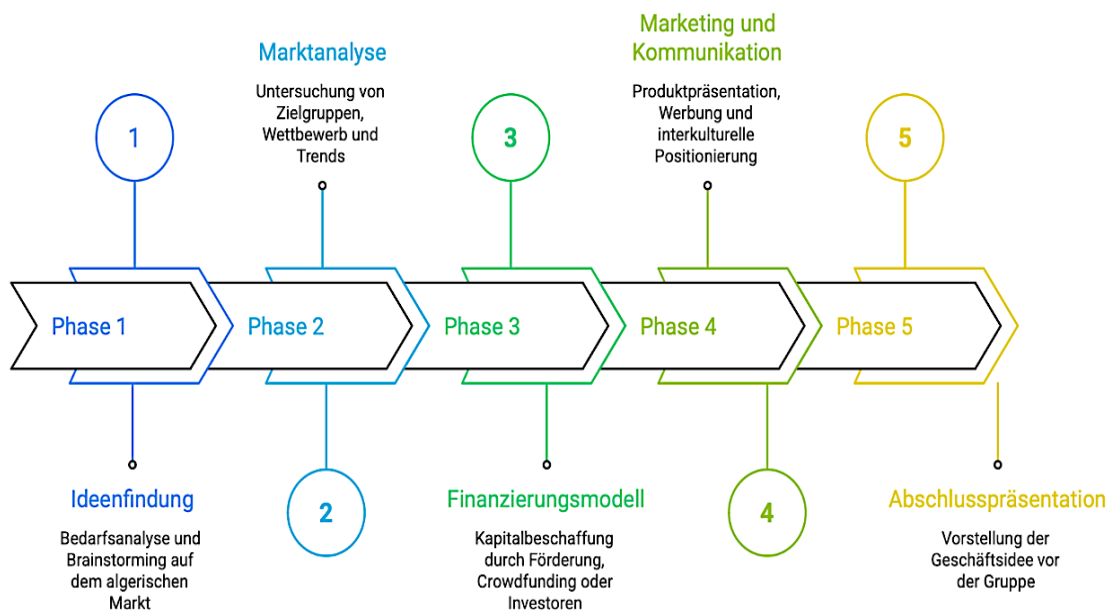 Marketing und
Kommunikation
Marktanalyse
Untersuchung von
Zielgruppen,
Wettbewerb und
Trends
Produktpräsentation,
Werbung und
interkulturelle
Positionierung
1
3
5
Phase 1
Phase 2
Phase 3
Phase 4
Phase 5
Ideenfindung
Bedarfsanalyse und
Brainstorming auf
dem algerischen
Markt
2
Finanzierungsmodell
Kapitalbeschaffung
durch Förderung,
Crowdfunding oder
Investoren
4
Abschlusspräsentation
Vorstellung der
Geschäftsidee vor
der Gruppe